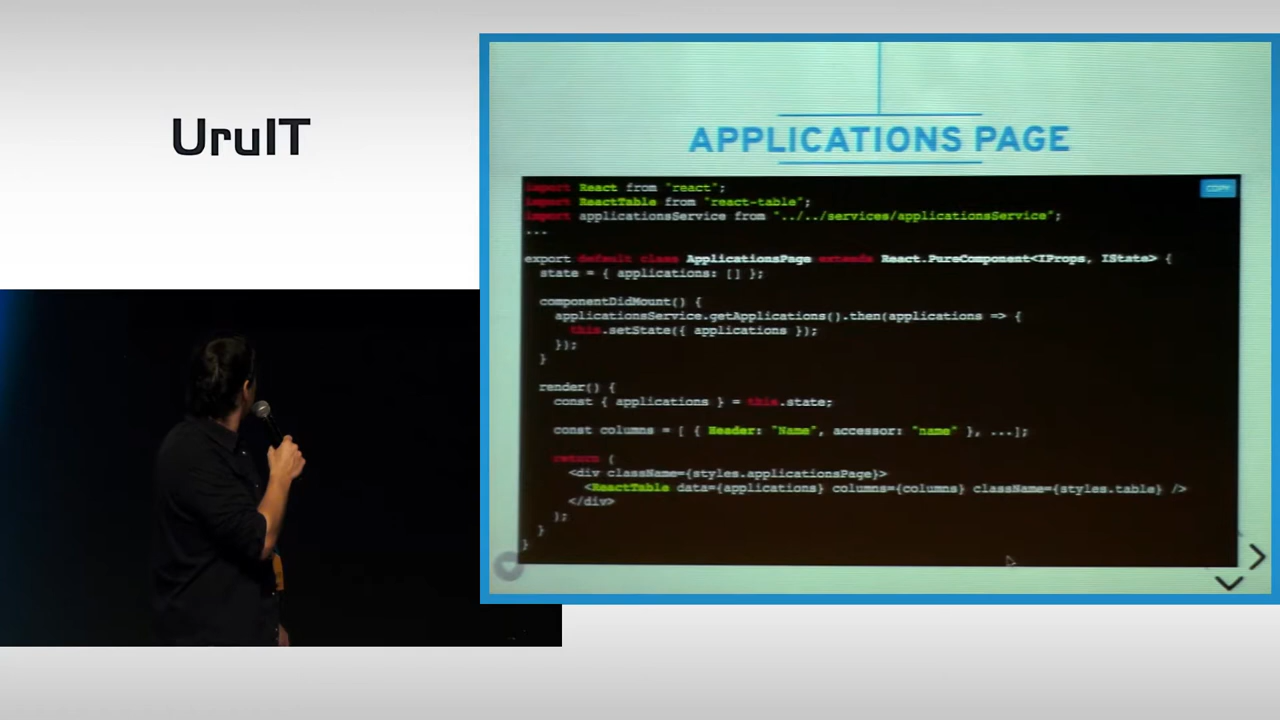 UruIT
APPLICATIONS PAGE
COPY
import React from "react";
import ReactTable from "react-table";
import applicationsService from "../../services/applicationsService";
...
export default class ApplicationsPage extends React.PureComponent<IProps, IState> {
state = { applications: [] };
componentDidMount() {
applicationsService.getApplications().then(applications => {
this.setState({ applications });
});
}
render() {
const { applications } = this.state;
const columns = [ { Header: "Name", accessor: "name" }, ...];
return (
<div className={styles.applicationsPage}>
<ReactTable data={applications} columns={columns} className={styles.table} />
</div>
);
}
}